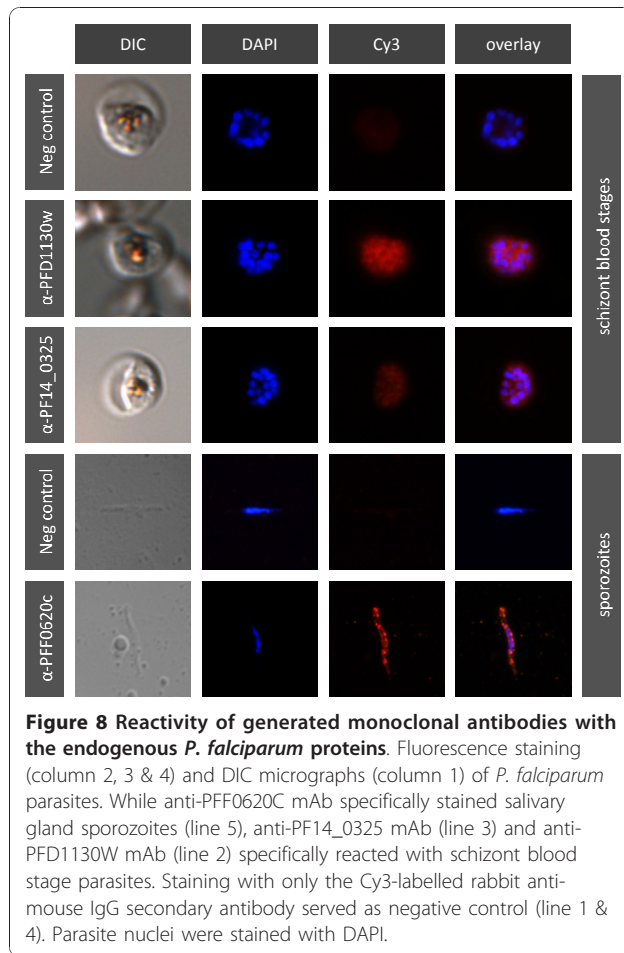 DIC DAPI Cy3 overlay
Neg control
α-PFD1130w
α-PF14_0325
schizont blood stages
Neg control
α-PFF0620c
sporozoites
Figure 8 Reactivity of generated monoclonal antibodies with
the endogenous P. falciparum proteins. Fluorescence staining
(column 2, 3 & 4) and DIC micrographs (column 1) of P. falciparum
parasites. While anti-PFF0620C mAb specifically stained salivary
gland sporozoites (line 5), anti-PF14_0325 mAb (line 3) and anti-
PFD1130W mAb (line 2) specifically reacted with schizont blood
stage parasites. Staining with only the Cy3-labelled rabbit anti-
mouse IgG secondary antibody served as negative control (line 1 &
4). Parasite nuclei were stained with DAPI.